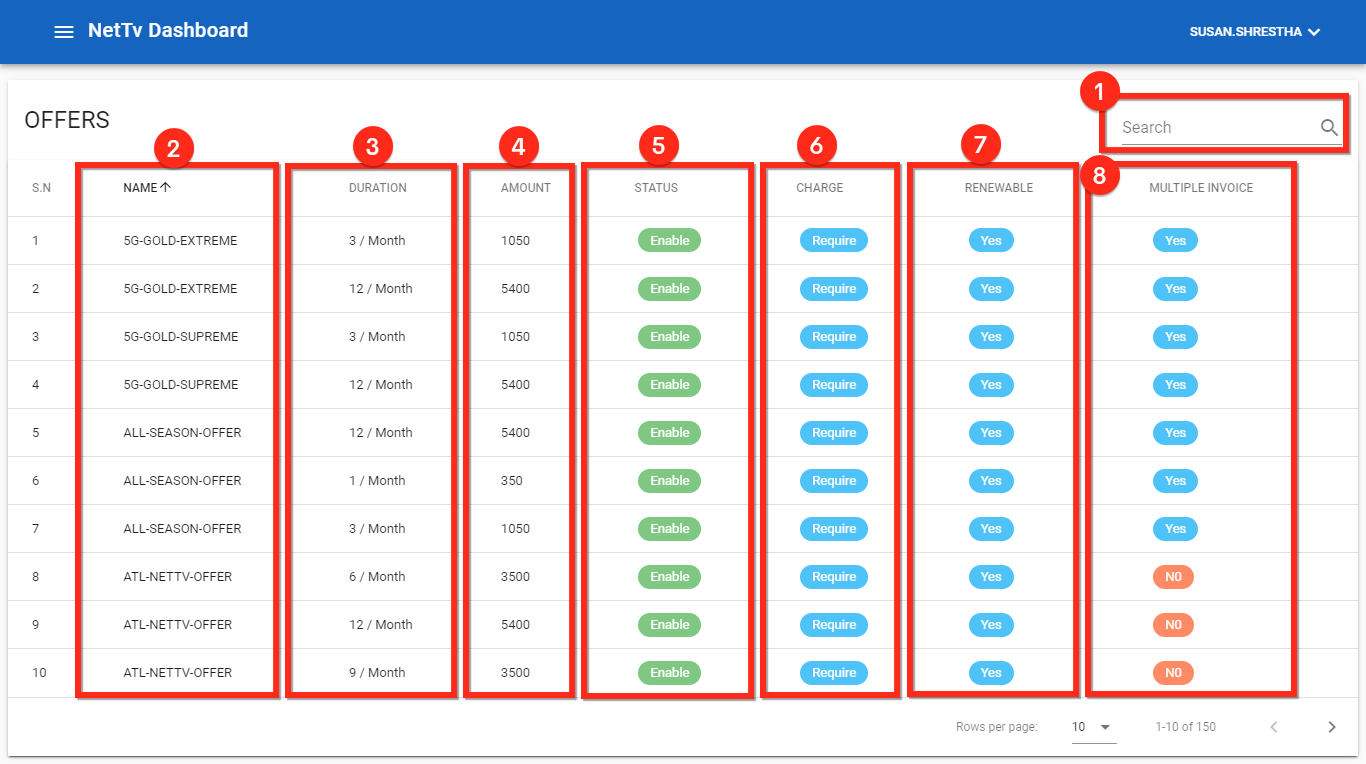 NetTv Dashboard SUSAN.SHRESTHA
1
OFFERS Search
2 3 4 5 6 7 8
S.N NAME DURATION AMOUNT STATUS CHARGE RENEWABLE MULTIPLE INVOICE
1 5G-GOLD-EXTREME 3 / Month 1050 Enable Require Yes Yes
2 5G-GOLD-EXTREME 12 / Month 5400 Enable Require Yes Yes
3 5G-GOLD-SUPREME 3 / Month 1050 Enable Require Yes Yes
4 5G-GOLD-SUPREME 12 / Month 5400 Enable Require Yes Yes
5 ALL-SEASON-OFFER 12 / Month 5400 Enable Require Yes Yes
6 ALL-SEASON-OFFER 1 / Month 350 Enable Require Yes Yes
7 ALL-SEASON-OFFER 3 / Month 1050 Enable Require Yes Yes
8 ATL-NETTV-OFFER 6 / Month 3500 Enable Require Yes N0
9 ATL-NETTV-OFFER 12 / Month 5400 Enable Require Yes N0
10 ATL-NETTV-OFFER 9 / Month 3500 Enable Require Yes N0
Rows per page: 10 1-10 of 150